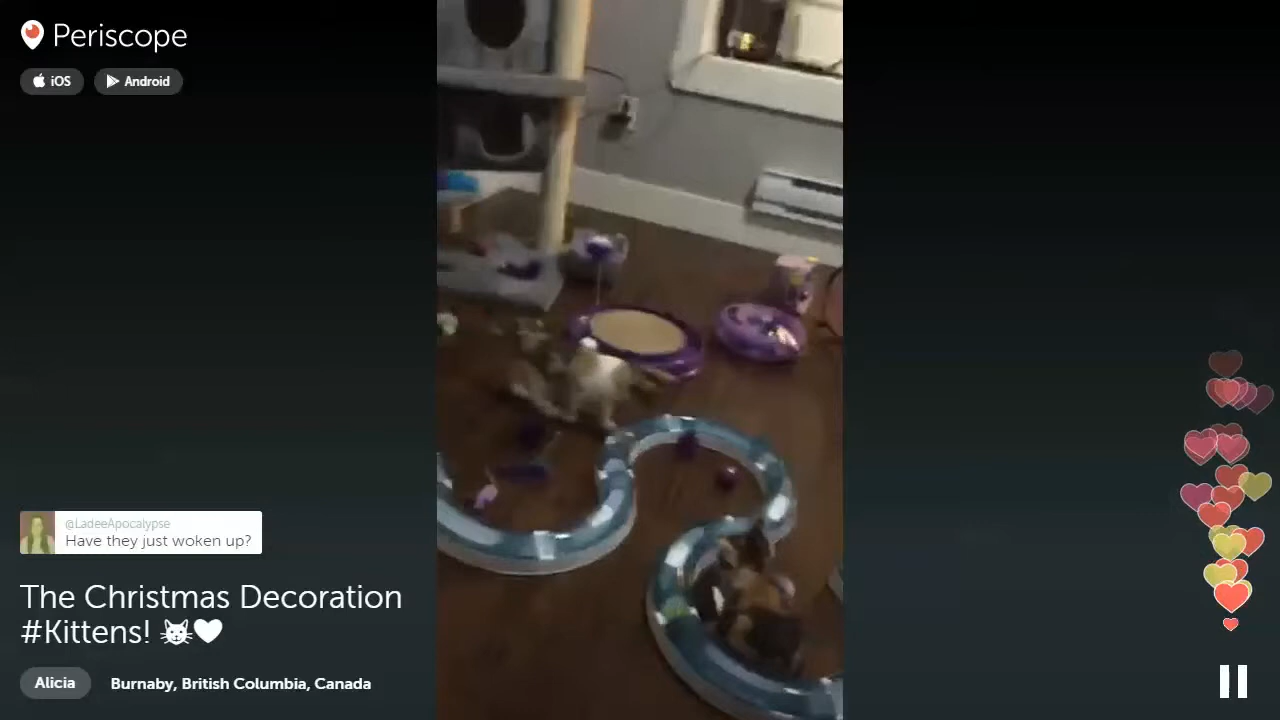 Periscope
iOS
Android
@LadeeApocalypse
Have they just woken up?
The Christmas Decoration
#Kittens! 🐱🤍
Alicia
Burnaby, British Columbia, Canada